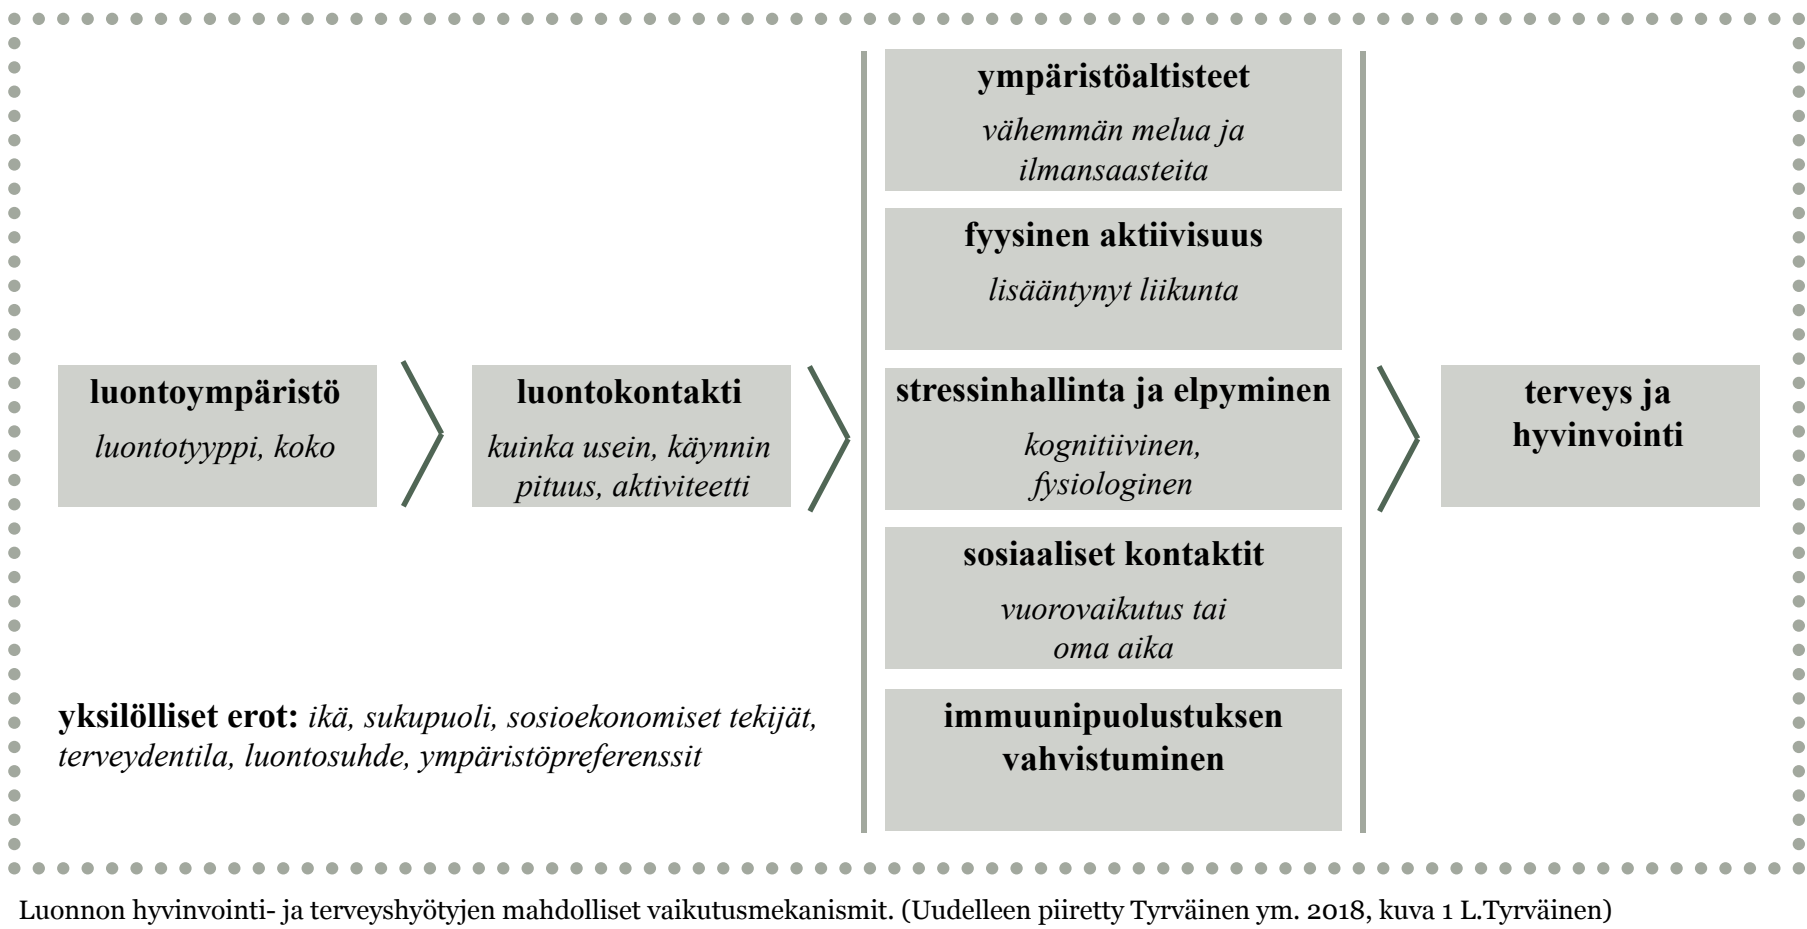 luontoympäristö
luontotyyppi, koko
luontokontakti
kuinka usein, käynnin
pituus, aktiviteetti
ympäristöaltisteet
vähemmän melua ja
ilmansaasteita
fyysinen aktiivisuus
lisääntynyt liikunta
stressinhallinta ja elpyminen
kognitiivinen,
fysiologinen
sosiaaliset kontaktit
vuorovaikutus tai
oma aika
immuunipuolustuksen
vahvistuminen
terveys ja
hyvinvointi
yksilölliset erot: ikä, sukupuoli, sosioekonomiset tekijät,
terveydentila, luontosuhde, ympäristöpreferenssit
Luonnon hyvinvointi- ja terveyshyötyjen mahdolliset vaikutusmekanismit. (Uudelleen piiretty Tyrväinen ym. 2018, kuva 1 L.Tyrväinen)